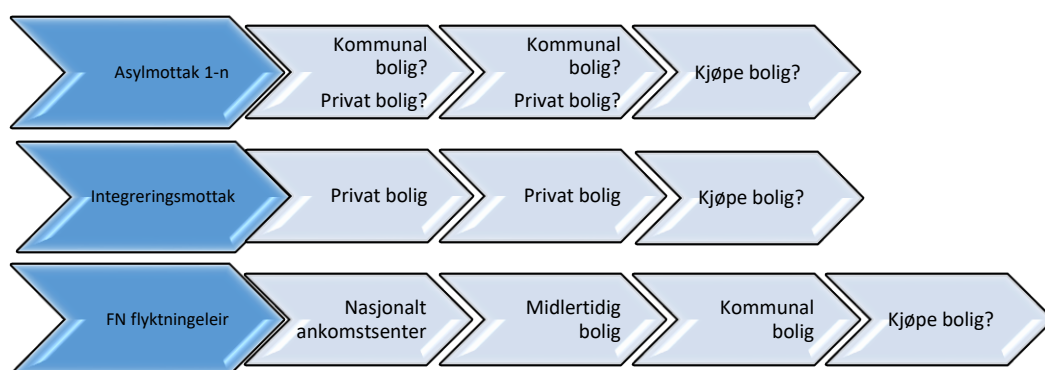 Asylmottak 1-n
Kommunal
bolig?
Privat bolig?
Kommunal
bolig?
Privat bolig?
Kjøpe bolig?
Integreringsmottak
Privat bolig
Privat bolig
Kjøpe bolig?
FN flyktningeleir
Nasjonalt
ankomstsenter
Midlertidig
bolig
Kommunal
bolig
Kjøpe bolig?